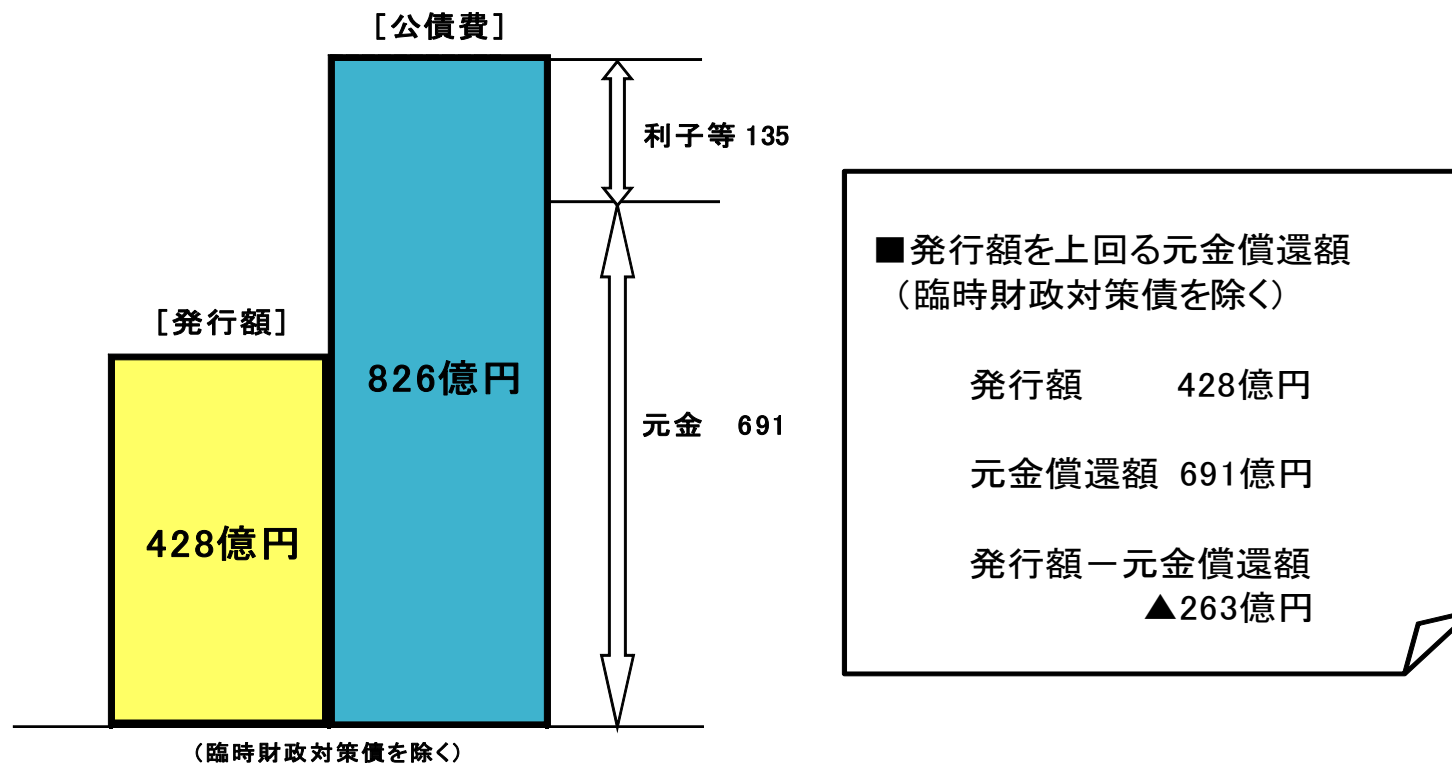 [公債費]
利子等 135
[発行額]
826億円
元金 691
428億円
(臨時財政対策債を除く)
■発行額を上回る元金償還額
(臨時財政対策債を除く)
発行額 428億円
元金償還額 691億円
発行額-元金償還額
▲263億円